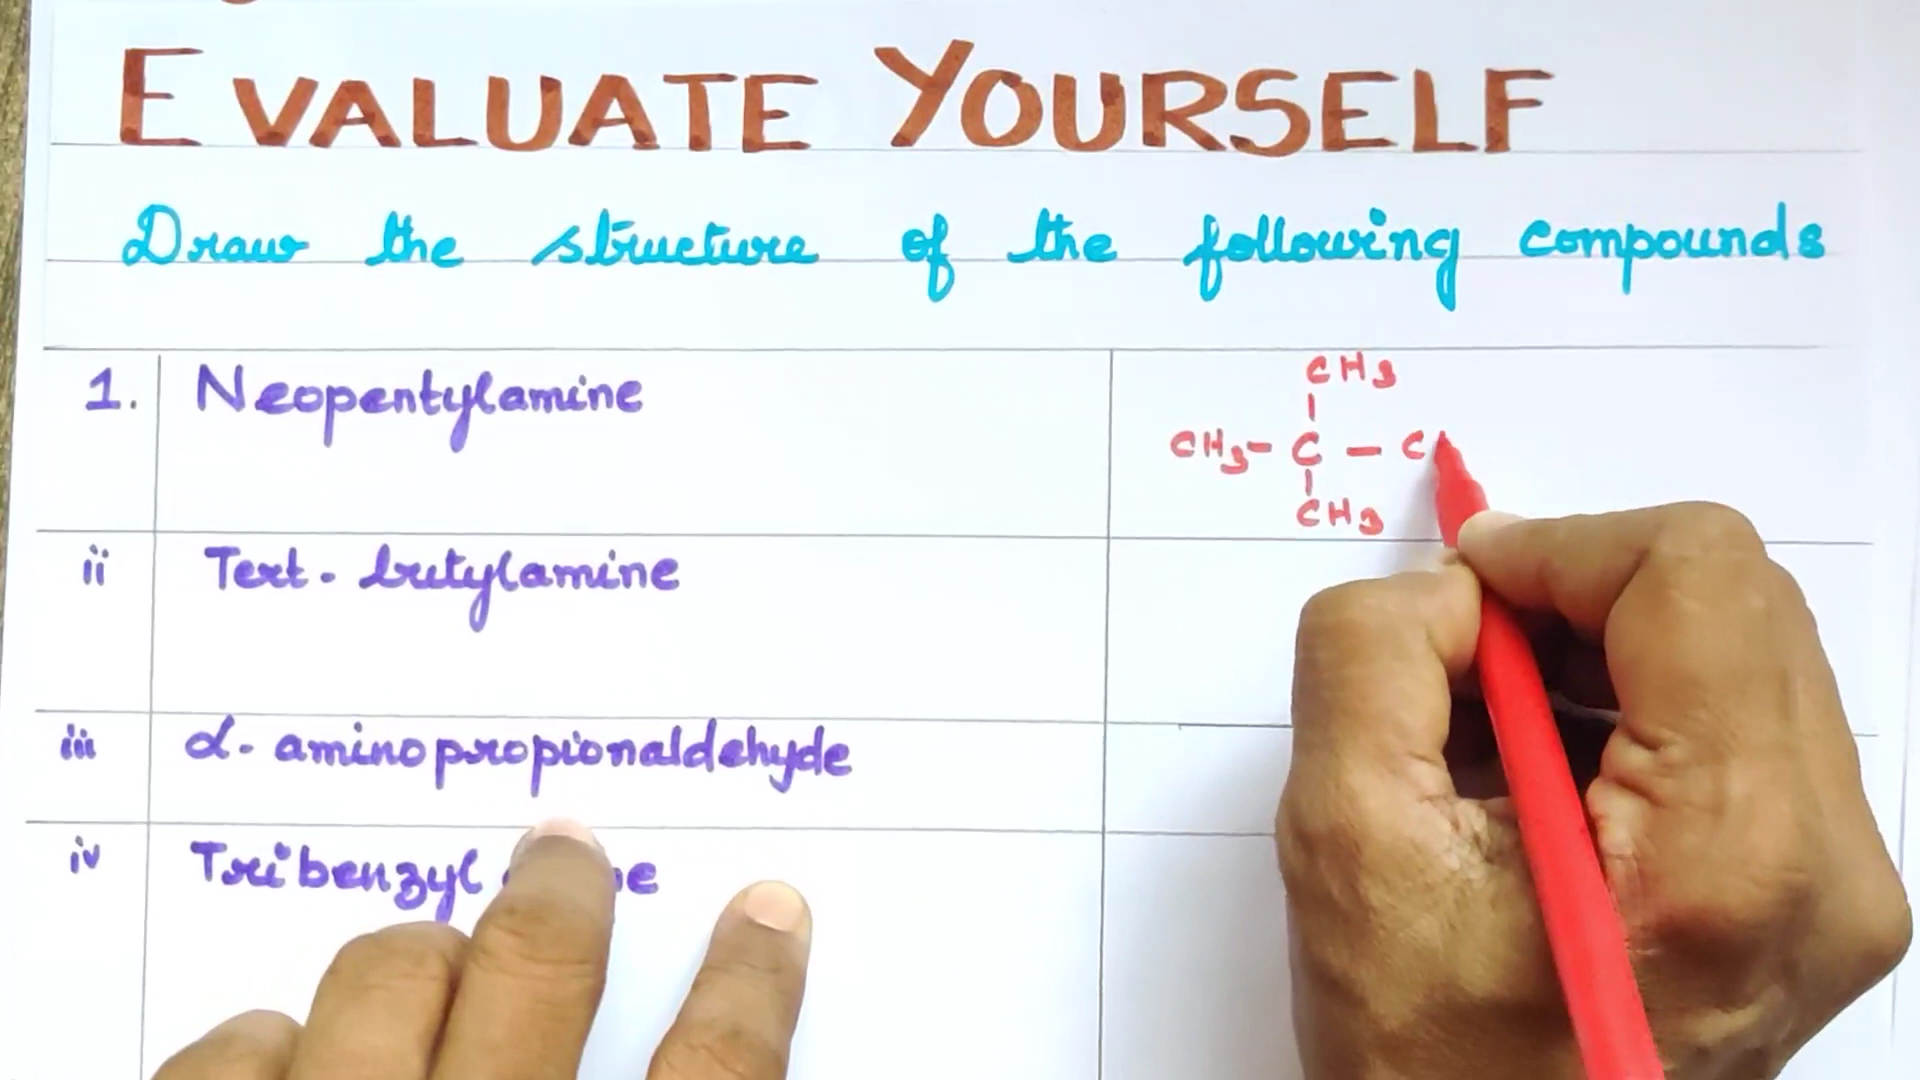 EVALUATE YOURSELF
Draw the structure of the following compounds
1. Neopentylamine
CH3
CH3 - C - C
CH3
ii Tert. butylamine
iii α. aminopropionaldehyde
iv Tribenzyl